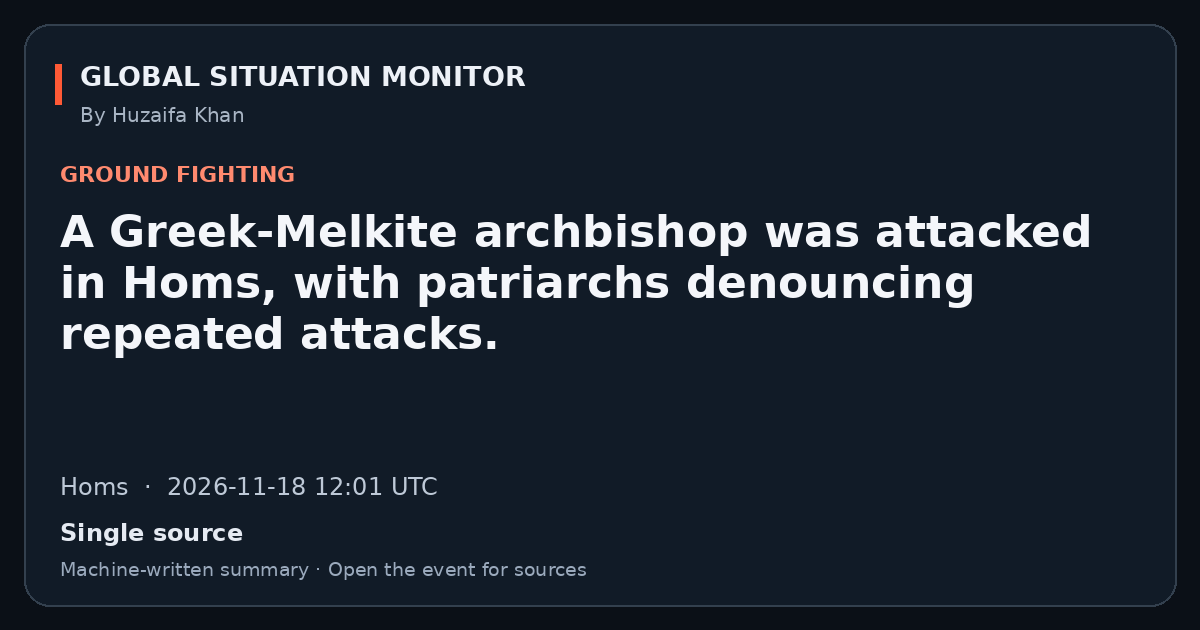 GLOBAL SITUATION MONITOR
By Huzaifa Khan
GROUND FIGHTING
A Greek-Melkite archbishop was attacked
in Homs, with patriarchs denouncing
repeated attacks.
Homs · 2026-11-18 12:01 UTC
Single source
Machine-written summary · Open the event for sources